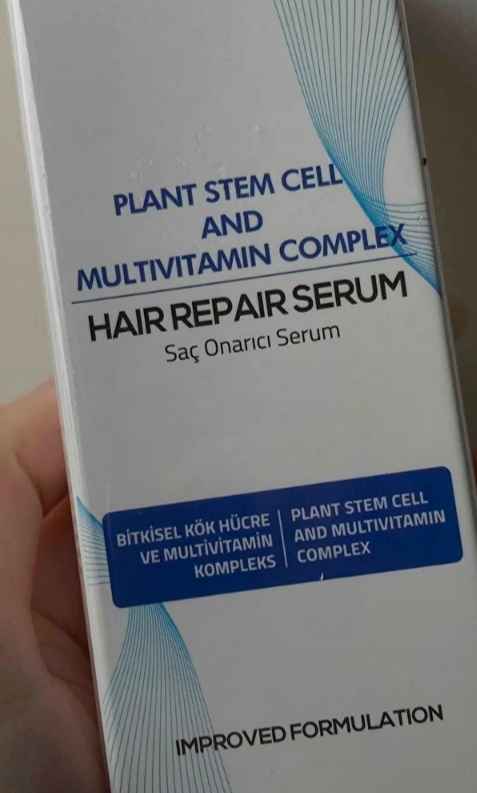 PLANT STEM CELL
AND
MULTIVITAMIN COMPLEX
HAIR REPAIR SERUM
Saç Onarıcı Serum
BİTKİSEL KÖK HÜCRE
VE MULTİVİTAMİN
KOMPLEKS
PLANT STEM CELL
AND MULTIVITAMIN
COMPLEX
IMPROVED FORMULATION